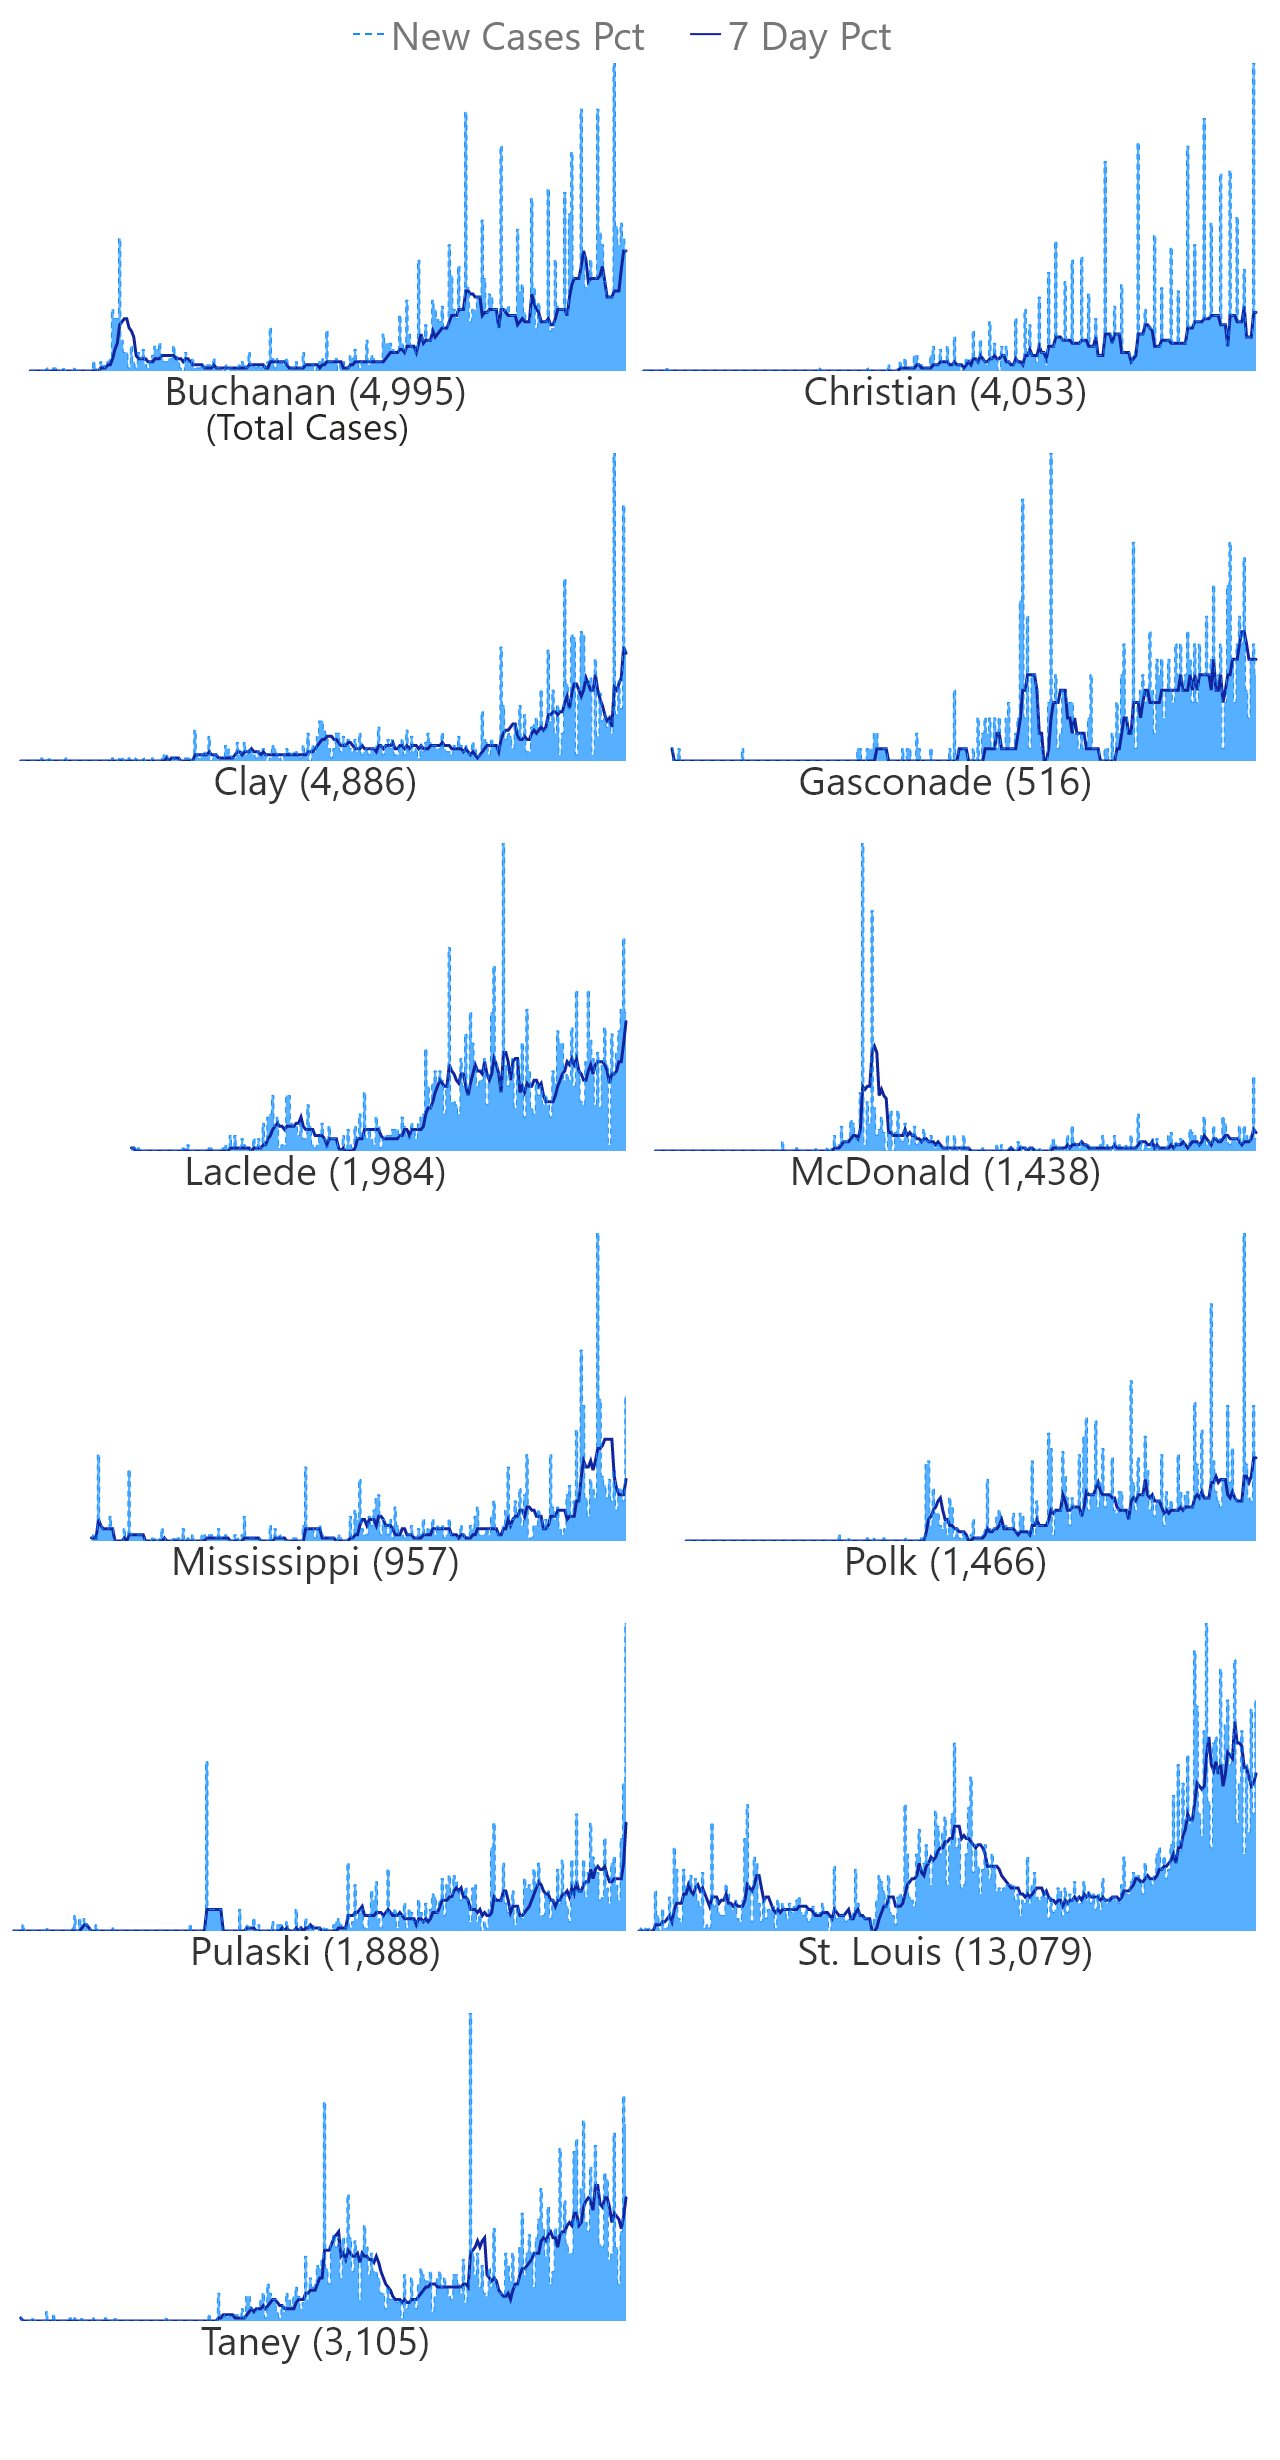 New Cases Pct 7 Day Pct
Buchanan (4,995)
(Total Cases)
Christian (4,053)
Clay (4,886)
Gasconade (516)
Laclede (1,984)
McDonald (1,438)
Mississippi (957)
Polk (1,466)
Pulaski (1,888)
St. Louis (13,079)
Taney (3,105)